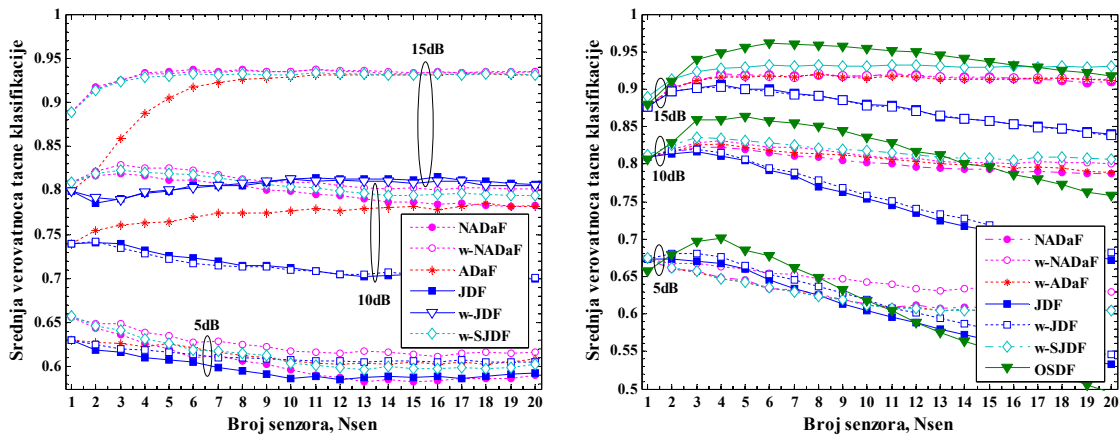 Srednja verovatnoca tacne klasifikacije
1
0.95
0.9
0.85
0.8
0.75
0.7
0.65
0.6
15dB
10dB
5dB
NADaF
w-NADaF
ADaF
JDF
w-JDF
w-SJDF
1 2 3 4 5 6 7 8 9 10 11 12 13 14 15 16 17 18 19 20
Broj senzora, Nsen
Srednja verovatnoca tacne klasifikacije
1
0.95
0.9
0.85
0.8
0.75
0.7
0.65
0.6
0.55
0.5
15dB
10dB
5dB
NADaF
w-NADaF
w-ADaF
JDF
w-JDF
w-SJDF
OSDF
1 2 3 4 5 6 7 8 9 10 11 12 13 14 15 16 17 18 19 20
Broj senzora, Nsen